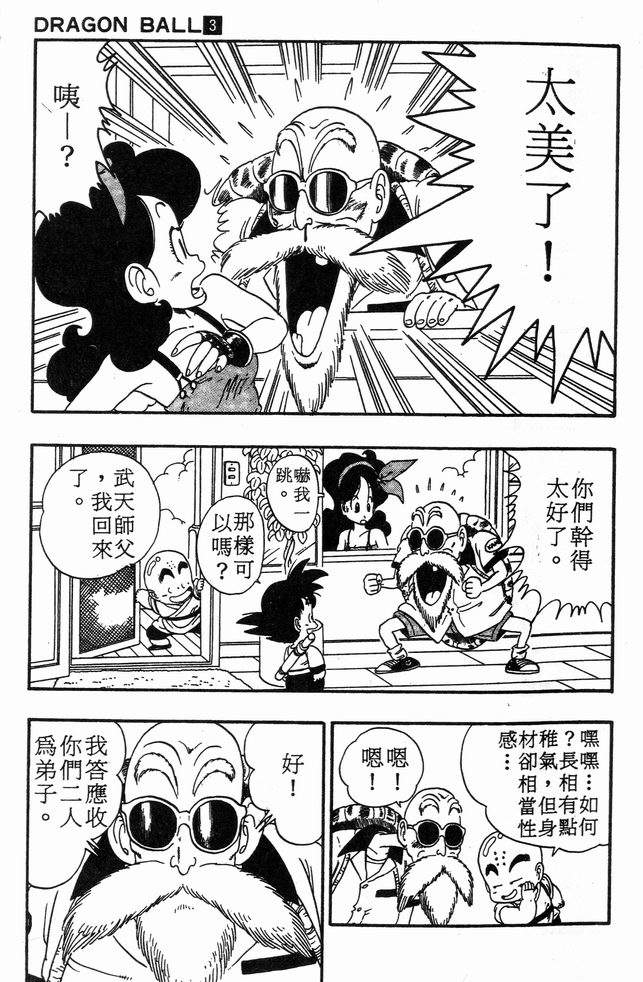 DRAGON BALL 3
太美了！
咦－？
你們幹得
太好了。
嚇我一
跳。
那樣可
以嗎？
武天師父
，我回來
了。
嘿嘿…如何
？長相有點
稚氣，但身
材卻相當性
感…
嗯！
嗯！
好！
我答應收
你們二人
為弟子。